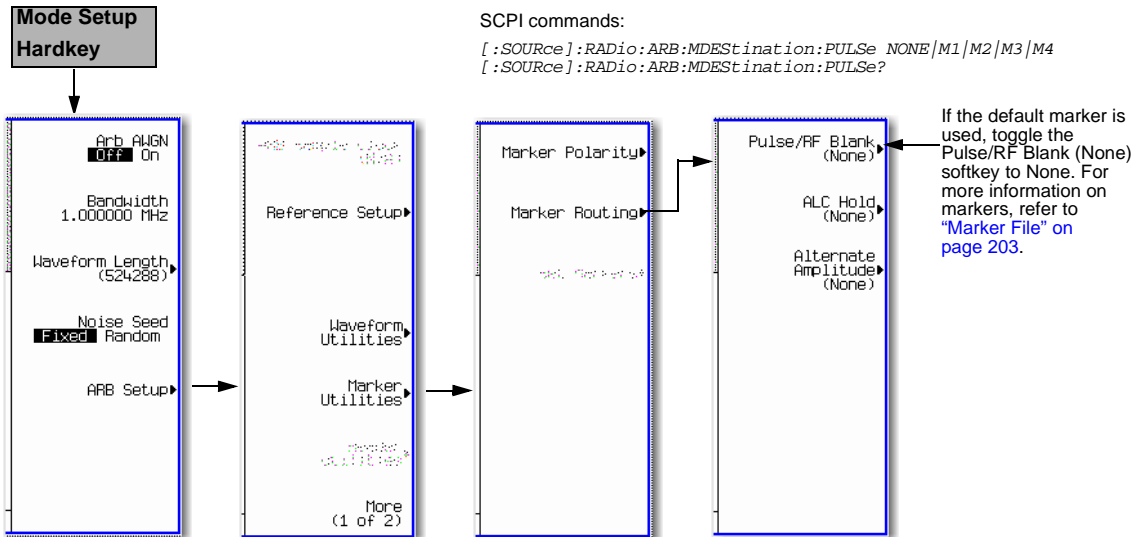 Mode Setup
Hardkey
SCPI commands:
[:SOURce]:RADio:ARB:MDEStination:PULSe NONE|M1|M2|M3|M4
[:SOURce]:RADio:ARB:MDEStination:PULSe?
Arb AWGN
Off On
Bandwidth
1.000000 MHz
Waveform Length
(524288)
Noise Seed
Fixed Random
ARB Setup
Reference Setup
Waveform
Utilities
Marker
Utilities
More
(1 of 2)
Marker Polarity
Marker Routing
Pulse/RF Blank
(None)
ALC Hold
(None)
Alternate
Amplitude
(None)
If the default marker is
used, toggle the
Pulse/RF Blank (None)
softkey to None. For
more information on
markers, refer to
“Marker File” on
page 203.